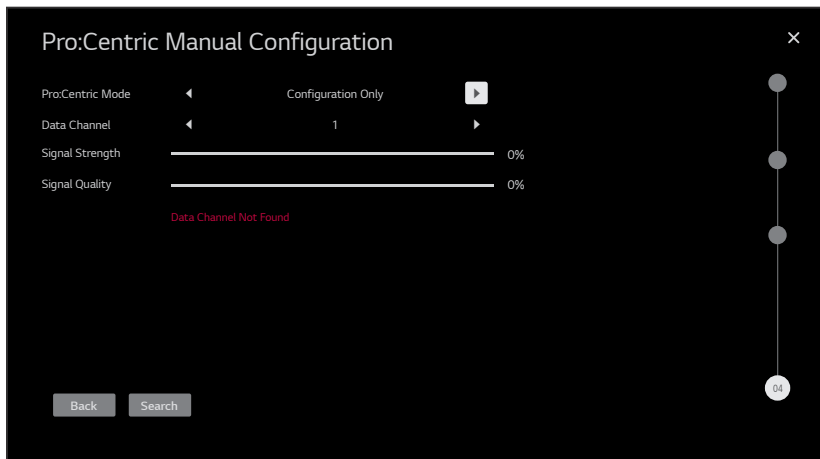 Pro:Centric Manual Configuration
Pro:Centric Mode Configuration Only
Data Channel 1
Signal Strength 0%
Signal Quality 0%
Data Channel Not Found
04
Back Search